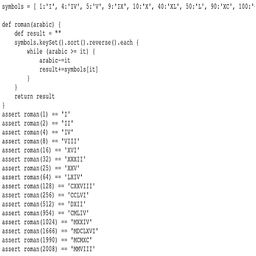 symbols = [ 1:'I', 4:'IV', 5:'V', 9:'IX', 10:'X', 40:'XL', 50:'L', 90:'XC', 100:'
def roman(arabic) {
def result = ""
symbols.keySet().sort().reverse().each {
while (arabic >= it) {
arabic-=it
result+=symbols[it]
}
}
return result
}
assert roman(1) == 'I'
assert roman(2) == 'II'
assert roman(4) == 'IV'
assert roman(8) == 'VIII'
assert roman(16) == 'XVI'
assert roman(32) == 'XXXII'
assert roman(25) == 'XXV'
assert roman(64) == 'LXIV'
assert roman(128) == 'CXXVIII'
assert roman(256) == 'CCLVI'
assert roman(512) == 'DXII'
assert roman(954) == 'CMLIV'
assert roman(1024) == 'MXXIV'
assert roman(1666) == 'MDCLXVI'
assert roman(1990) == 'MCMXC'
assert roman(2008) == 'MMVIII'